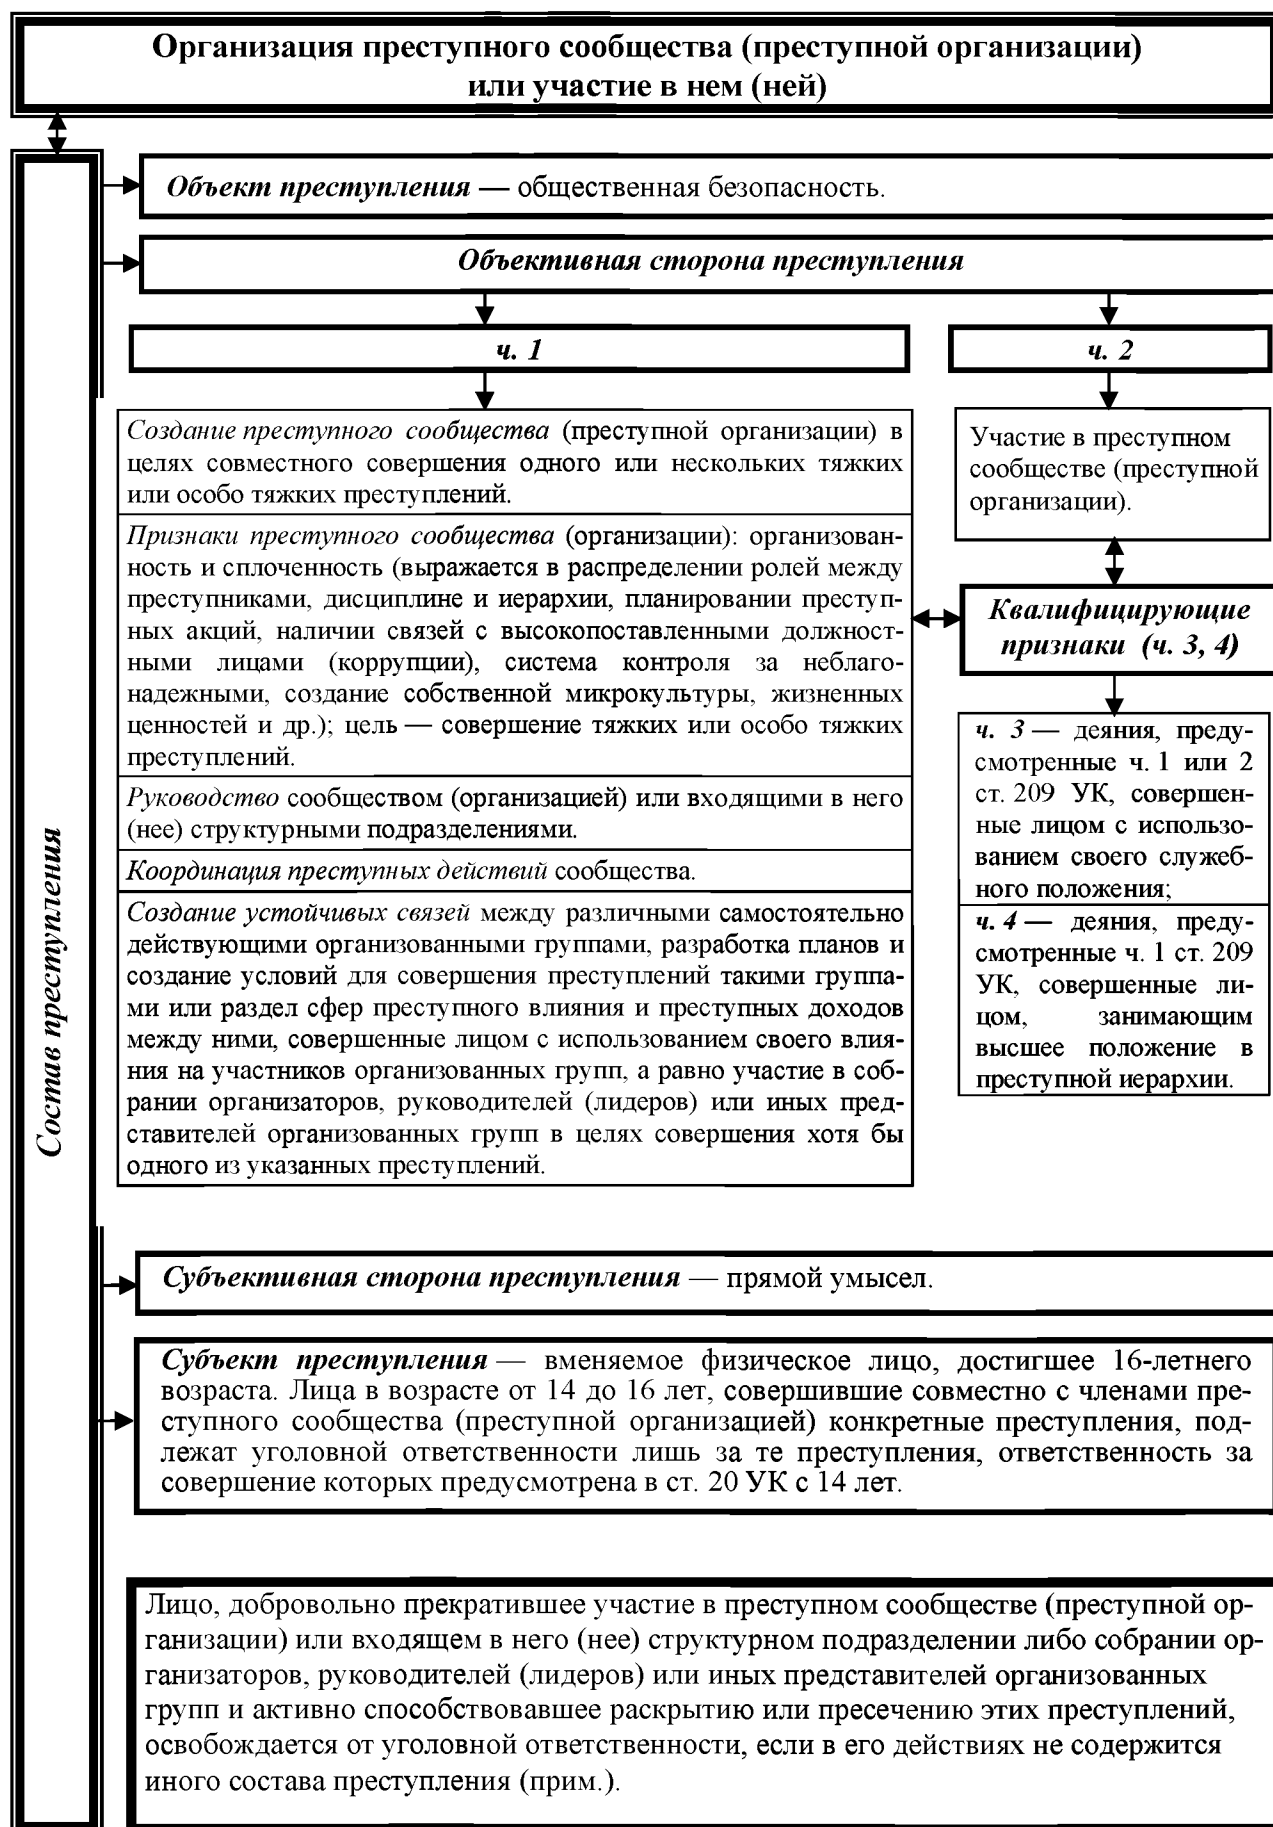 Организация преступного сообщества (преступной организации)
или участие в нем (ней)
Состав преступления
Объект преступления — общественная безопасность.
Объективная сторона преступления
ч. 1
Создание преступного сообщества (преступной организации) в
целях совместного совершения одного или нескольких тяжких
или особо тяжких преступлений.
Признаки преступного сообщества (организации): организован-
ность и сплоченность (выражается в распределении ролей между
преступниками, дисциплине и иерархии, планировании преступ-
ных акций, наличии связей с высокопоставленными должност-
ными лицами (коррупции), система контроля за неблаго-
надежными, создание собственной микрокультуры, жизненных
ценностей и др.); цель — совершение тяжких или особо тяжких
преступлений.
Руководство сообществом (организацией) или входящими в него
(нее) структурными подразделениями.
Координация преступных действий сообщества.
Создание устойчивых связей между различными самостоятельно
действующими организованными группами, разработка планов и
создание условий для совершения преступлений такими группа-
ми или раздел сфер преступного влияния и преступных доходов
между ними, совершенные лицом с использованием своего влия-
ния на участников организованных групп, а равно участие в соб-
рании организаторов, руководителей (лидеров) или иных пред-
ставителей организованных групп в целях совершения хотя бы
одного из указанных преступлений.
ч. 2
Участие в преступном
сообществе (преступной
организации).
Квалифицирующие
признаки (ч. 3, 4)
ч. 3 — деяния, преду-
смотренные ч. 1 или 2
ст. 209 УК, совершен-
ные лицом с использо-
ванием своего служеб-
ного положения;
ч. 4 — деяния, преду-
смотренные ч. 1 ст. 209
УК, совершенные ли-
цом, занимающим
высшее положение в
преступной иерархии.
Субъективная сторона преступления — прямой умысел.
Субъект преступления — вменяемое физическое лицо, достигшее 16-летнего
возраста. Лица в возрасте от 14 до 16 лет, совершившие совместно с членами пре-
ступного сообщества (преступной организацией) конкретные преступления, под-
лежат уголовной ответственности лишь за те преступления, ответственность за
совершение которых предусмотрена в ст. 20 УК с 14 лет.
Лицо, добровольно прекратившее участие в преступном сообществе (преступной ор-
ганизации) или входящем в него (нее) структурном подразделении либо собрании ор-
ганизаторов, руководителей (лидеров) или иных представителей организованных
групп и активно способствовавшее раскрытию или пресечению этих преступлений,
освобождается от уголовной ответственности, если в его действиях не содержится
иного состава преступления (прим.).